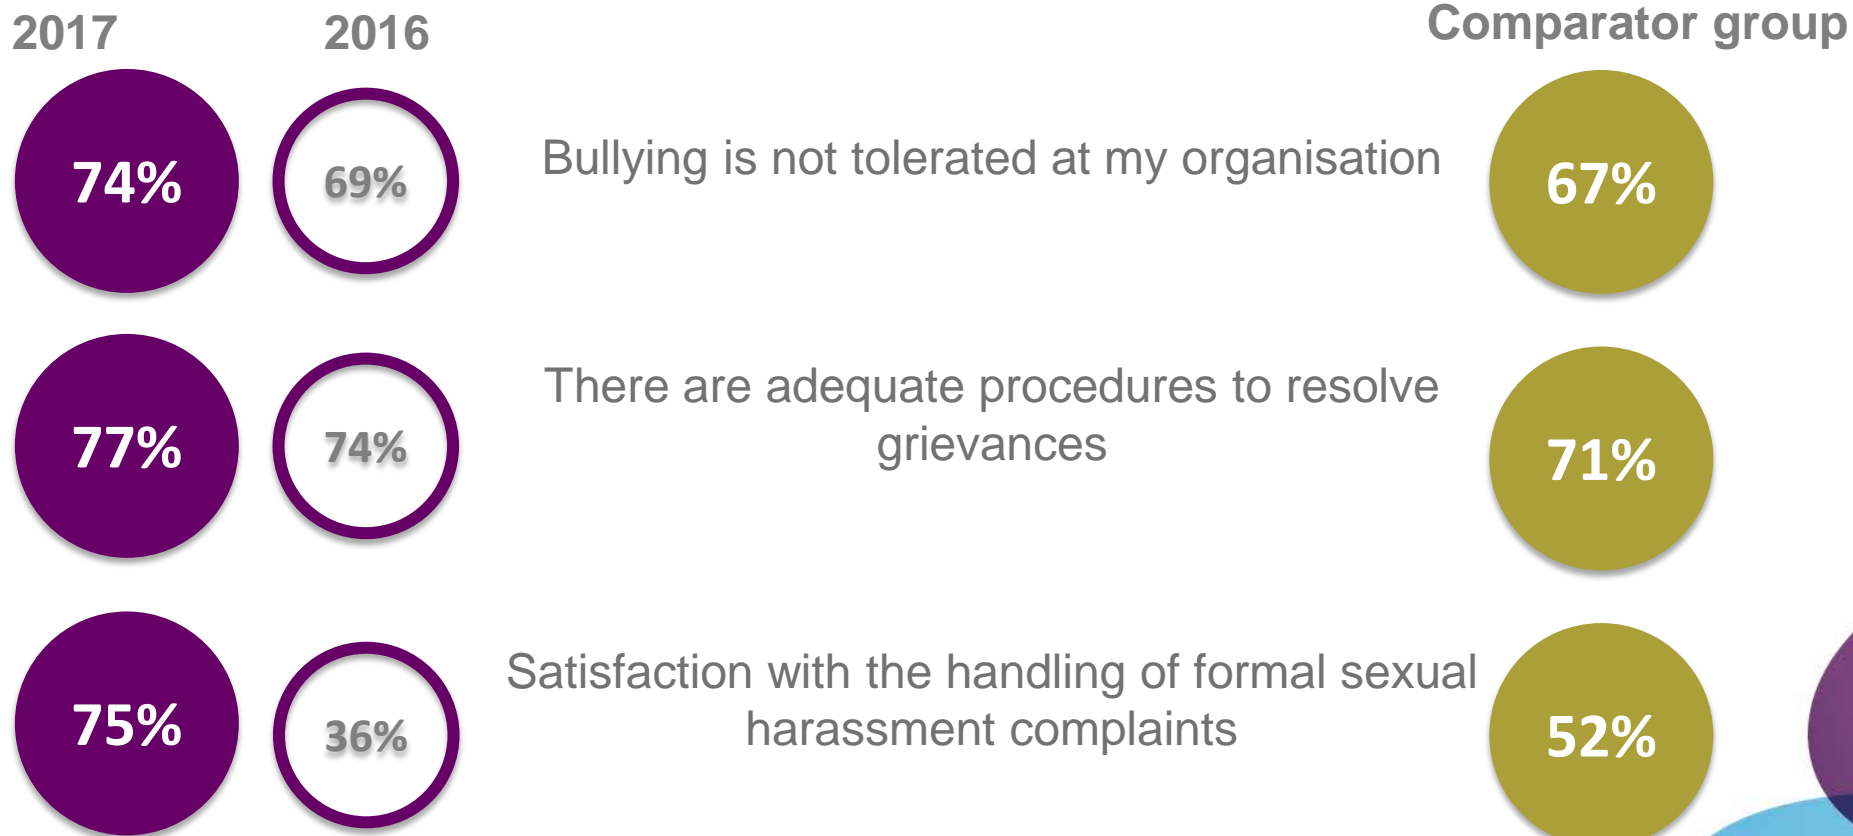 2017 2016 Comparator group
74% 69% Bullying is not tolerated at my organisation 67%
77% 74% There are adequate procedures to resolve
grievances 71%
75% 36% Satisfaction with the handling of formal sexual
harassment complaints 52%